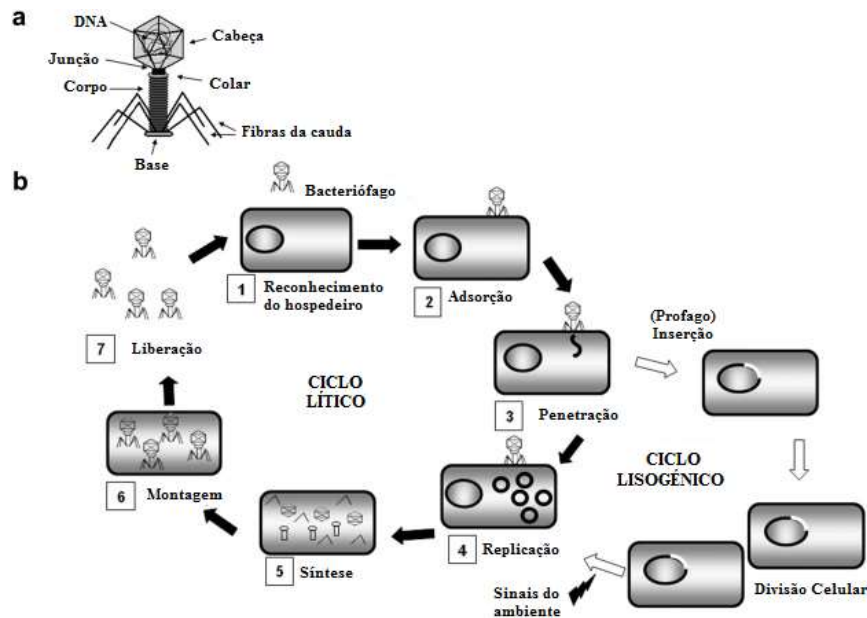 a
DNA
Cabeça
Junção
Colar
Corpo
Fibras da cauda
Base
b
Bacteriófago
1 Reconhecimento
do hospedeiro
2 Adsorção
(Profago)
Inserção
3 Penetração
7 Liberação
CICLO
LÍTICO
CICLO
LISOGÉNICO
6 Montagem
5 Síntese
4 Replicação
Sinais do
ambiente
Divisão Celular